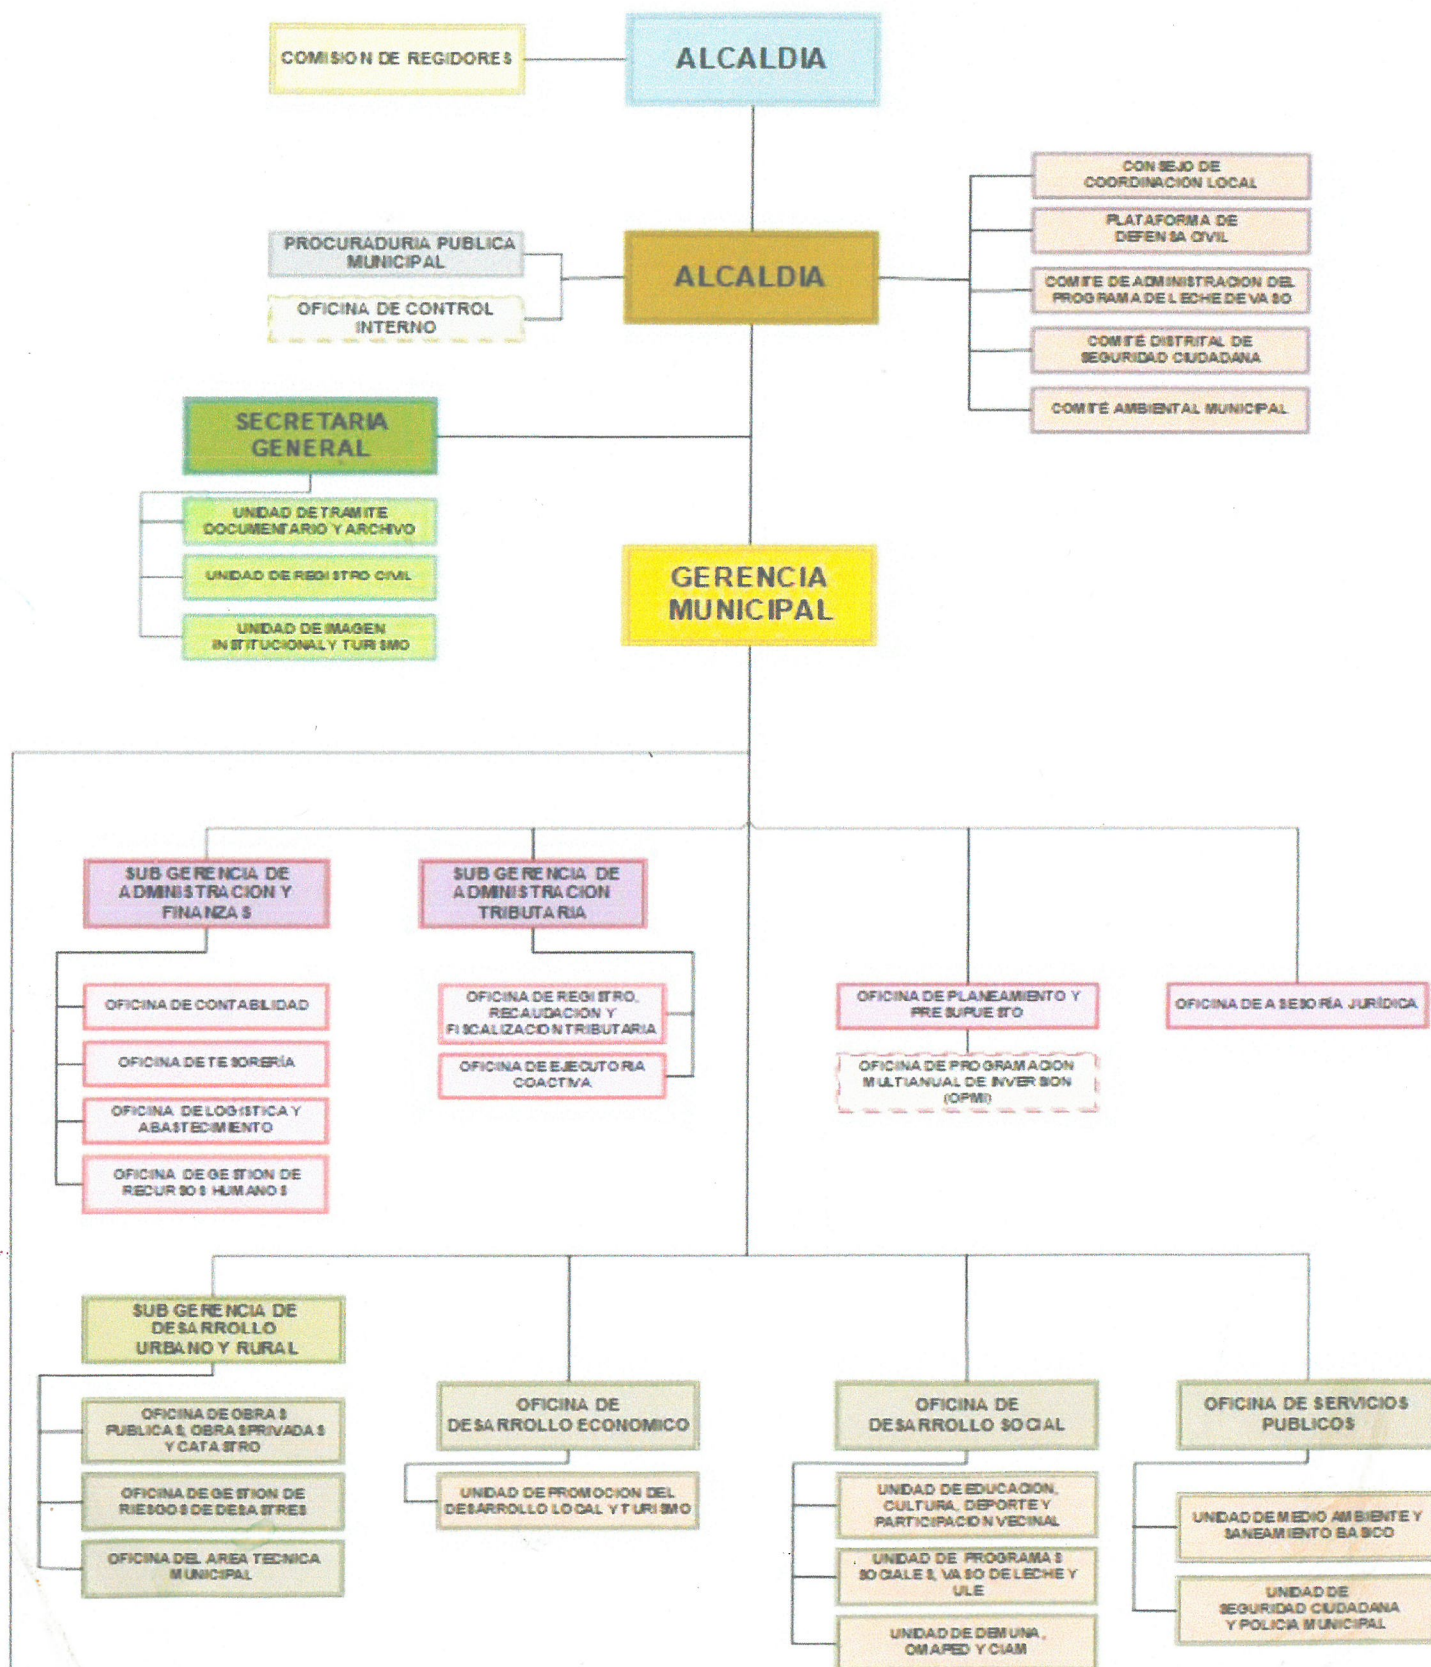 COMISION DE REGIDORES
ALCALDIA
CONSEJO DE
COORDINACION LOCAL
PLATAFORMA DE
DEFENSA CIVIL
COMITE DE ADMINISTRACION DEL
PROGRAMA DE LECHE DE VASO
COMITÉ DISTRITAL DE
SEGURIDAD CIUDADANA
COMITÉ AMBIENTAL MUNICIPAL
PROCURADURIA PUBLICA
MUNICIPAL
OFICINA DE CONTROL
INTERNO
ALCALDIA
SECRETARIA
GENERAL
UNIDAD DE TRAMITE
DOCUMENTARIO Y ARCHIVO
UNIDAD DE REGISTRO CIVIL
UNIDAD DE IMAGEN
INSTITUCIONAL Y TURISMO
GERENCIA
MUNICIPAL
SUB GERENCIA DE
ADMINISTRACION Y
FINANZAS
OFICINA DE CONTABILIDAD
OFICINA DE TESORERÍA
OFICINA DE LOGISTICA Y
ABASTECIMIENTO
OFICINA DE GESTION DE
RECURSOS HUMANOS
SUB GERENCIA DE
ADMINISTRACION
TRIBUTARIA
OFICINA DE REGISTRO,
RECAUDACION Y
FISCALIZACION TRIBUTARIA
OFICINA DE EJECUTORIA
COACTIVA
OFICINA DE PLANEAMIENTO Y
PRESUPUESTO
OFICINA DE PROGRAMACION
MULTIANUAL DE INVERSION
(OPMI)
OFICINA DE ASESORÍA JURÍDICA
SUB GERENCIA DE
DESARROLLO
URBANO Y RURAL
OFICINA DE OBRAS
PUBLICAS, OBRAS PRIVADAS
Y CATASTRO
OFICINA DE GESTION DE
RIESGOS DE DESASTRES
OFICINA DEL AREA TECNICA
MUNICIPAL
OFICINA DE
DESARROLLO ECONOMICO
UNIDAD DE PROMOCION DEL
DESARROLLO LOCAL Y TURISMO
OFICINA DE
DESARROLLO SOCIAL
UNIDAD DE EDUCACION,
CULTURA, DEPORTE Y
PARTICIPACION VECINAL
UNIDAD DE PROGRAMAS
SOCIALES, VASO DE LECHE Y
ULE
UNIDAD DE DEMUNA,
OMAPED Y CIAM
OFICINA DE SERVICIOS
PUBLICOS
UNIDAD DE MEDIO AMBIENTE Y
SANEAMIENTO BASICO
UNIDAD DE
SEGURIDAD CIUDADANA
Y POLICIA MUNICIPAL